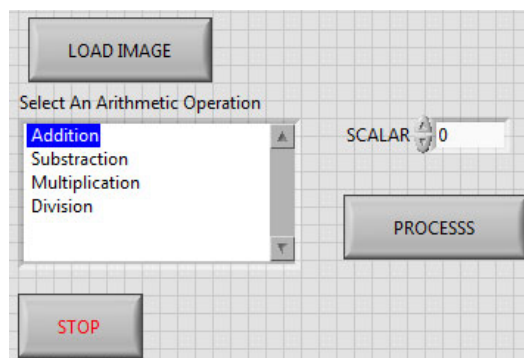 LOAD IMAGE
Select An Arithmetic Operation
Addition
Substraction
Multiplication
Division
SCALAR 0
PROCESSS
STOP